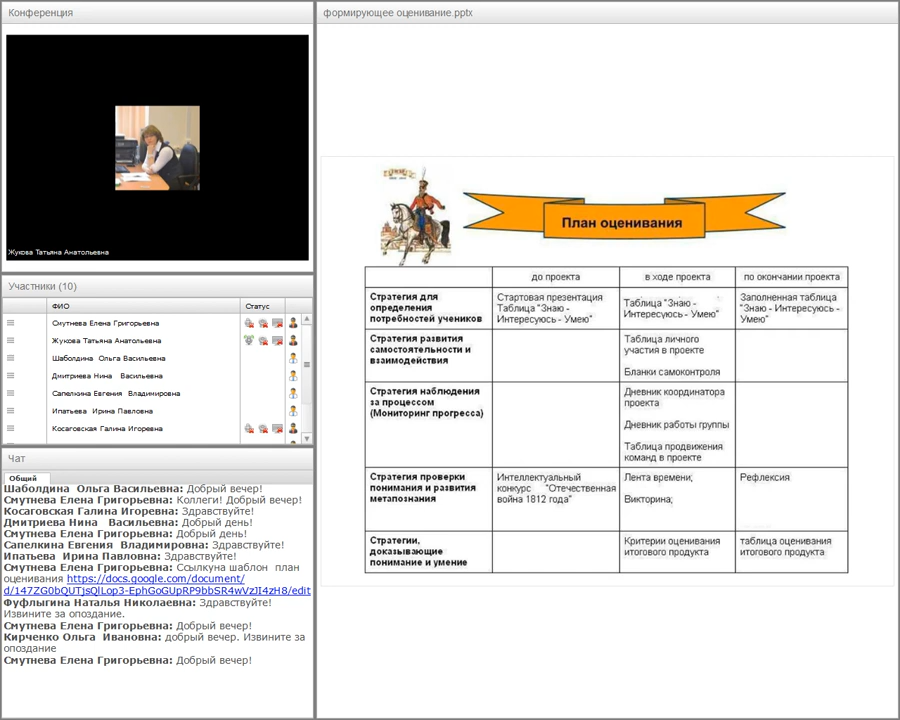 Конференция
Жукова Татьяна Анатольевна
Участники (10)
ФИО Статус
Смутнева Елена Григорьевна
Жукова Татьяна Анатольевна
Шаболдина Ольга Васильевна
Дмитриева Нина Васильевна
Сапелкина Евгения Владимировна
Ипатьева Ирина Павловна
Косаговская Галина Игоревна
Чат
Общий
Шаболдина Ольга Васильевна: Добрый вечер!
Смутнева Елена Григорьевна: Коллеги! Добрый вечер!
Косаговская Галина Игоревна: Здравствуйте!
Дмитриева Нина Васильевна: Добрый день!
Смутнева Елена Григорьевна: Добрый день!
Сапелкина Евгения Владимировна: Здравствуйте!
Ипатьева Ирина Павловна: Здравствуйте!
Смутнева Елена Григорьевна: Ссылкуна шаблон план
оценивания https://docs.google.com/document/
d/147ZG0bQUTjsQlLop3-EphGoGUpRP9bbSR4wVzJI4zH8/edit
Фуфлыгина Наталья Николаевна: Здравствуйте!
Извините за опоздание.
Смутнева Елена Григорьевна: Добрый вечер!
Кирченко Ольга Ивановна: добрый вечер. Извините за
опоздание
Смутнева Елена Григорьевна: Добрый вечер!
формирующее оценивание.pptx
План оценивания
до проекта
в ходе проекта
по окончании проекта
Стратегия для
определения
потребностей учеников
Стартовая презентация
Таблица "Знаю -
Интересуюсь - Умею"
Таблица "Знаю -
Интересуюсь - Умею"
Заполненная таблица
"Знаю - Интересуюсь -
Умею"
Стратегия развития
самостоятельности и
взаимодействия
Таблица личного
участия в проекте
Бланки самоконтроля
Стратегия наблюдения
за процессом
(Мониторинг прогресса)
Дневник координатора
проекта
Дневник работы группы
Таблица продвижения
команд в проекте
Стратегия проверки
понимания и развития
метапознания
Интеллектуальный
конкурс "Отечественная
война 1812 года"
Лента времени;
Викторина;
Рефлексия
Стратегии,
доказывающие
понимание и умение
Критерии оценивания
итогового продукта
таблица оценивания
итогового продукта